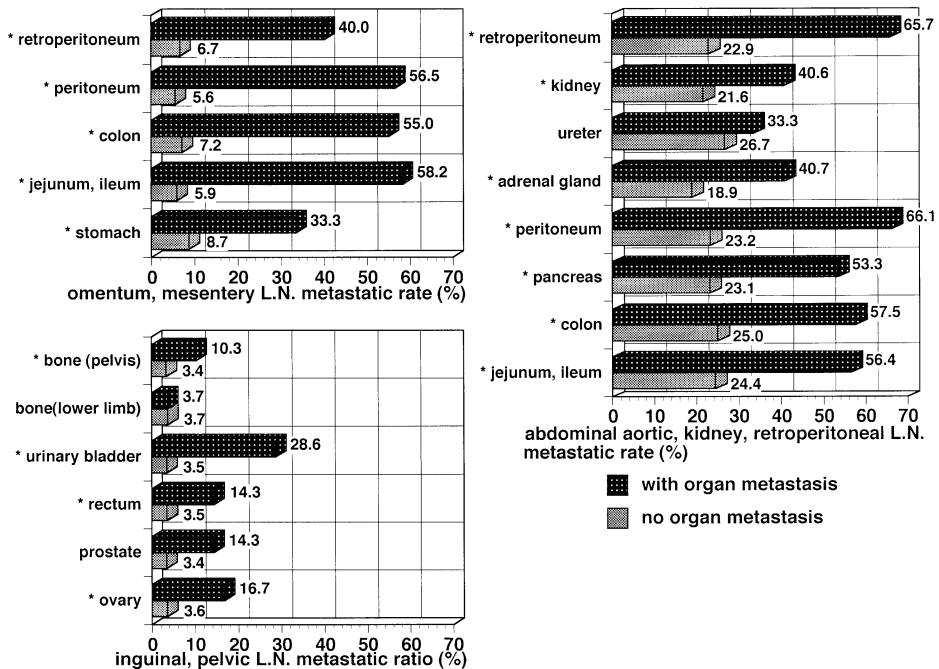 * retroperitoneum
40.0
6.7
* peritoneum
56.5
5.6
* colon
55.0
7.2
* jejunum, ileum
58.2
5.9
* stomach
33.3
8.7
0 10 20 30 40 50 60 70
omentum, mesentery L.N. metastatic rate (%)
* bone (pelvis)
10.3
3.4
bone(lower limb)
3.7
3.7
* urinary bladder
28.6
3.5
* rectum
14.3
3.5
prostate
14.3
3.4
* ovary
16.7
3.6
0 10 20 30 40 50 60 70
inguinal, pelvic L.N. metastatic ratio (%)
* retroperitoneum
65.7
22.9
* kidney
40.6
21.6
ureter
33.3
26.7
* adrenal gland
40.7
18.9
* peritoneum
66.1
23.2
* pancreas
53.3
23.1
* colon
57.5
25.0
* jejunum, ileum
56.4
24.4
0 10 20 30 40 50 60 70
abdominal aortic, kidney, retroperitoneal L.N.
metastatic rate (%)
with organ metastasis
no organ metastasis